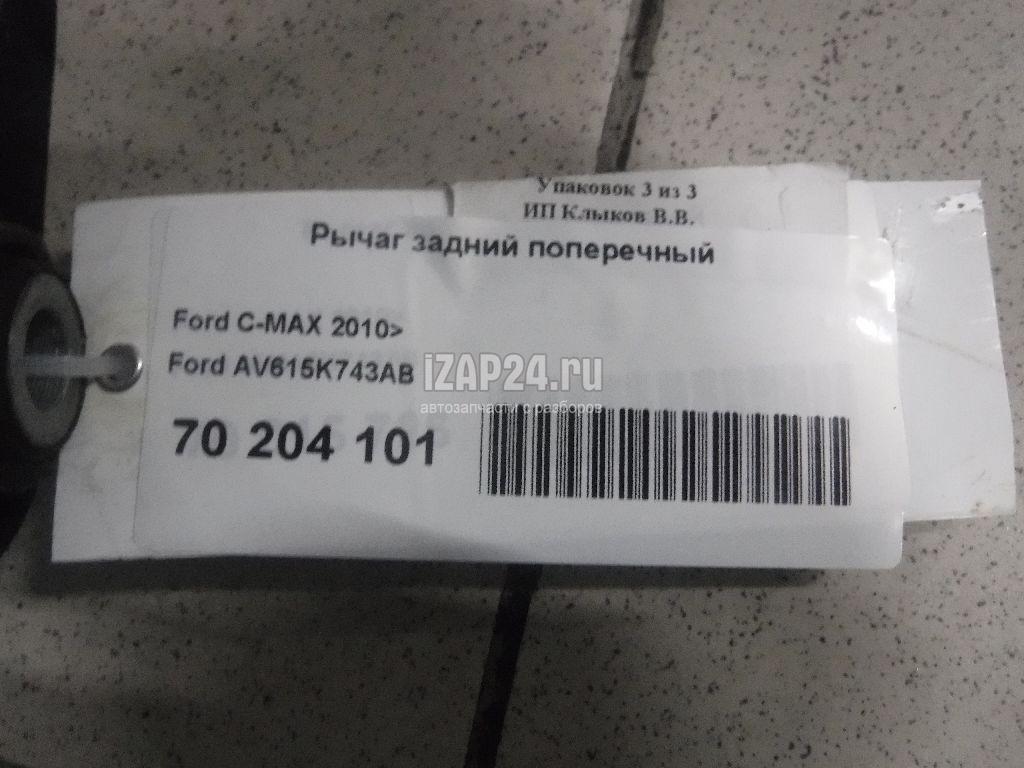 Упаковок 3 из 3
ИП Клыков В.В.
Рычаг задний поперечный
Ford C-MAX 2010>
Ford AV615K743AB
iZAP24.ru
автозапчасти с разборов
70 204 101